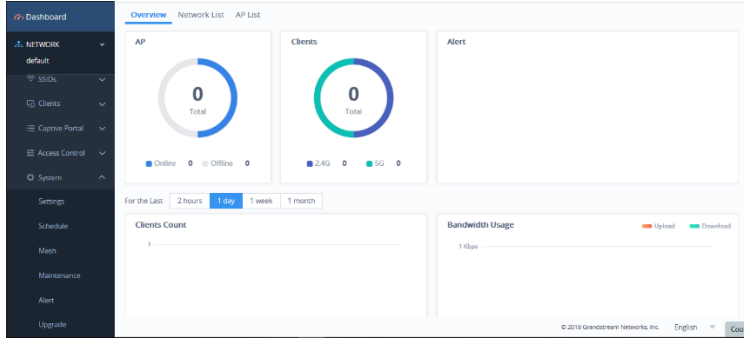 Dashboard
NETWORK
default
SSIDs
Clients
Captive Portal
Access Control
System
Settings
Schedule
Mesh
Maintenance
Alert
Upgrade
Overview Network List AP List
AP
0
Total
Online 0 Offline 0
Clients
0
Total
2.4G 0 5G 0
Alert
For the Last 2 hours 1 day 1 week 1 month
Clients Count
1
Bandwidth Usage
Upload Download
1 Kbps
© 2018 Grandstream Networks, Inc. English
Coo